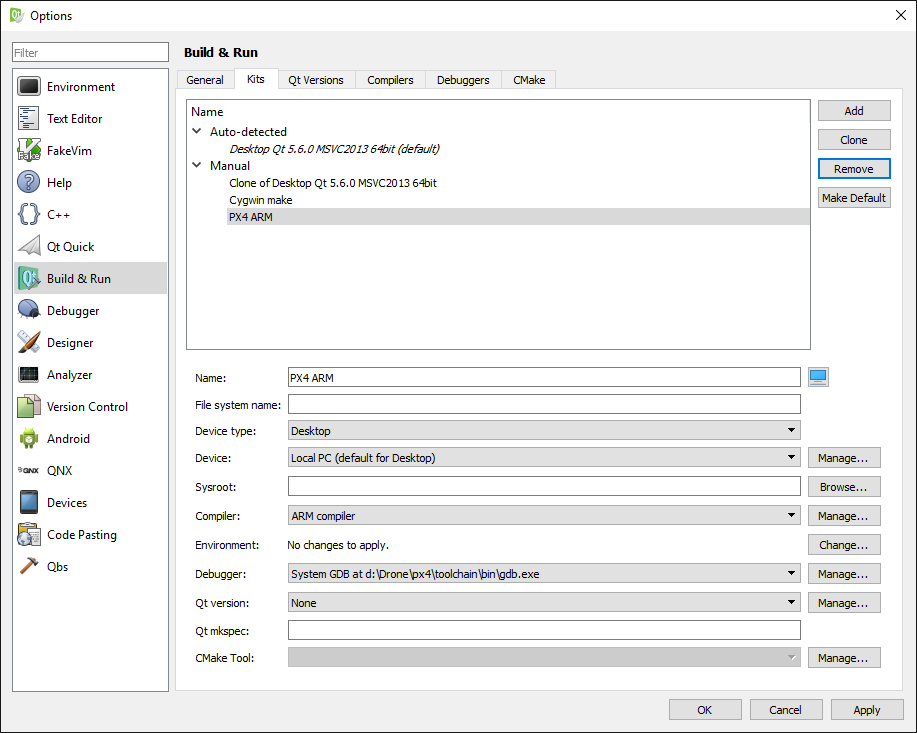 Options
Filter
Environment
Text Editor
FakeVim
Help
C++
Qt Quick
Build & Run
Debugger
Designer
Analyzer
Version Control
Android
QNX
Devices
Code Pasting
Qbs
Build & Run
General Kits Qt Versions Compilers Debuggers CMake
Name
Auto-detected
Desktop Qt 5.6.0 MSVC2013 64bit (default)
Manual
Clone of Desktop Qt 5.6.0 MSVC2013 64bit
Cygwin make
PX4 ARM
Add
Clone
Remove
Make Default
Name: PX4 ARM
File system name:
Device type: Desktop
Device: Local PC (default for Desktop) Manage...
Sysroot: Browse...
Compiler: ARM compiler Manage...
Environment: No changes to apply. Change...
Debugger: System GDB at d:\Drone\px4\toolchain\bin\gdb.exe Manage...
Qt version: None Manage...
Qt mkspec:
CMake Tool: Manage...
OK Cancel Apply